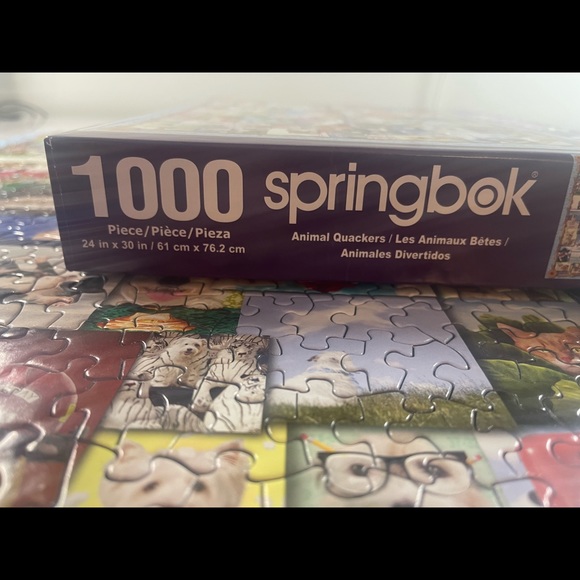 1000
Piece/Pièce/Pieza
24 in x 30 in / 61 cm x 76.2 cm
springbok®
Animal Quackers / Les Animaux Bêtes /
Animales Divertidos